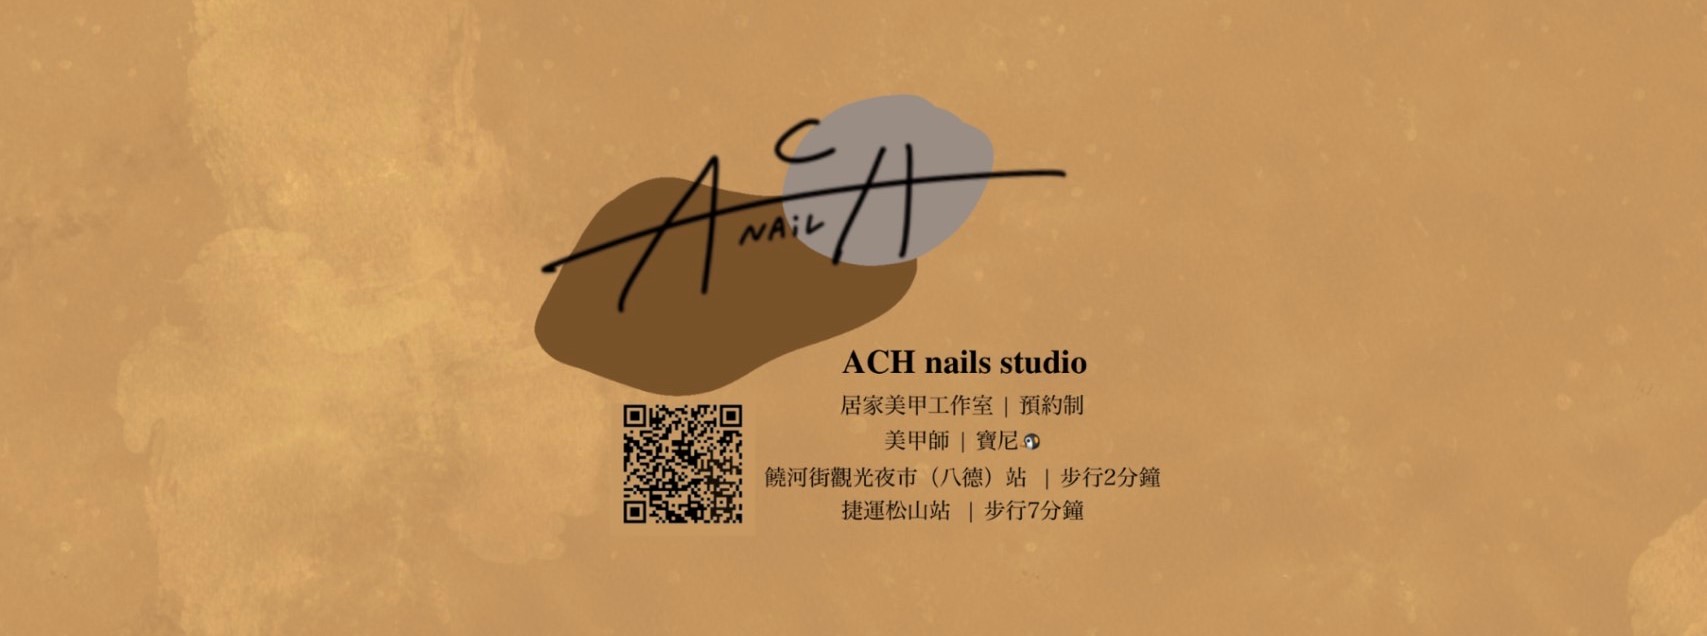 ACH
NAiL
ACH nails studio
居家美甲工作室 | 預約制
美甲師 | 寶尼🐧
饒河街觀光夜市（八德）站 | 步行2分鐘
捷運松山站 | 步行7分鐘